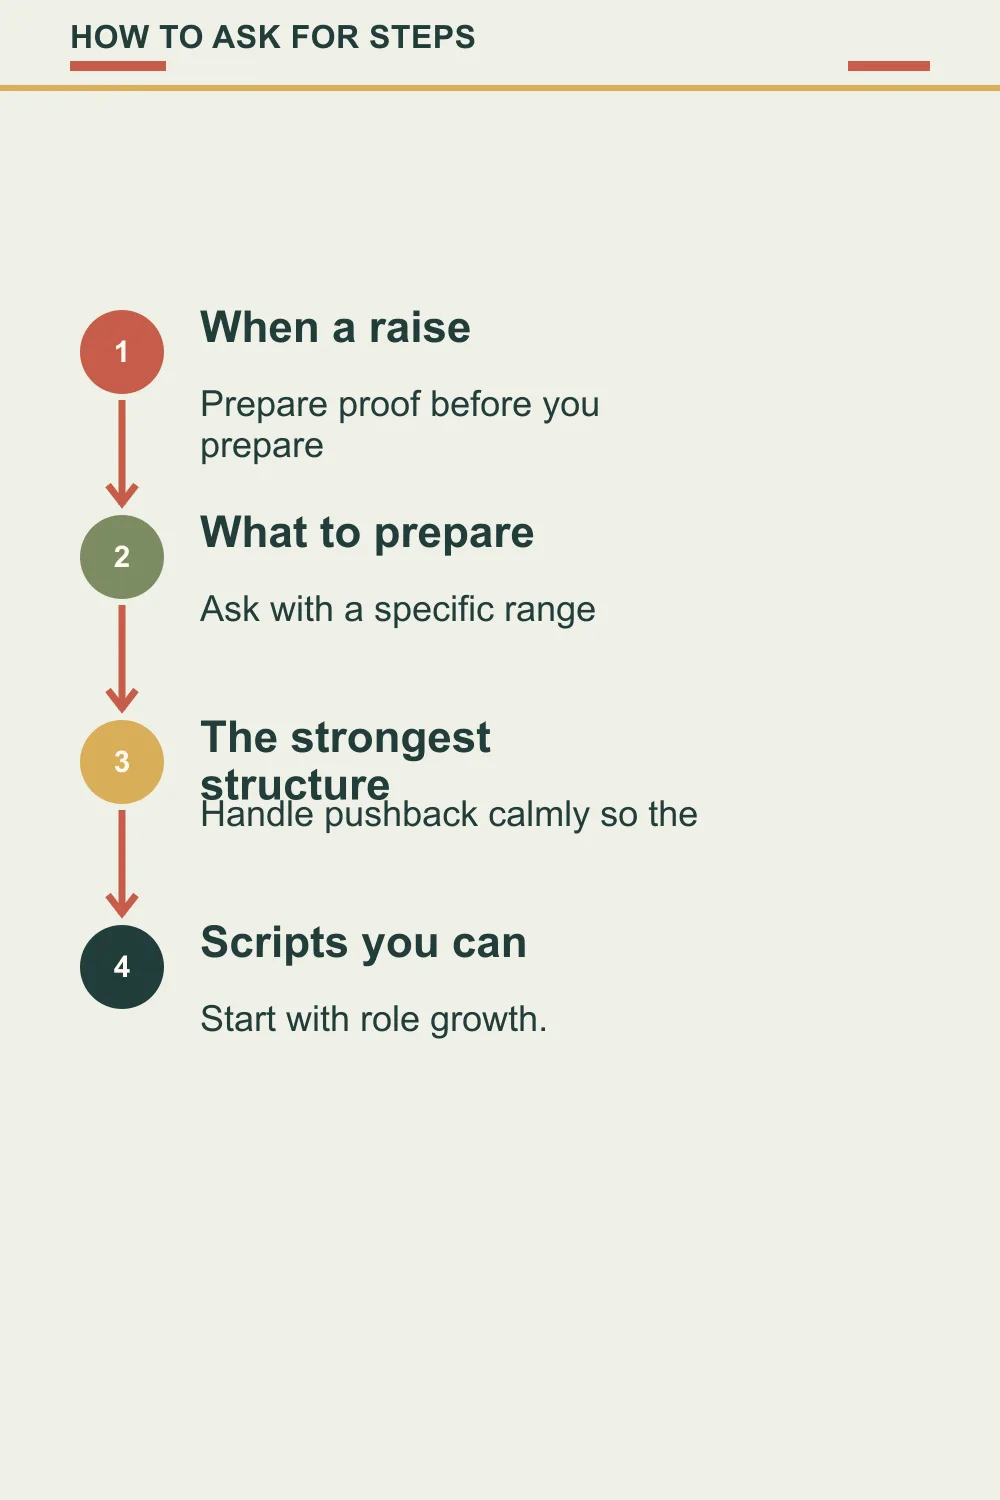 HOW TO ASK FOR STEPS
1
When a raise
Prepare proof before you
prepare
2
What to prepare
Ask with a specific range
3
The strongest
structure
Handle pushback calmly so the
4
Scripts you can
Start with role growth.